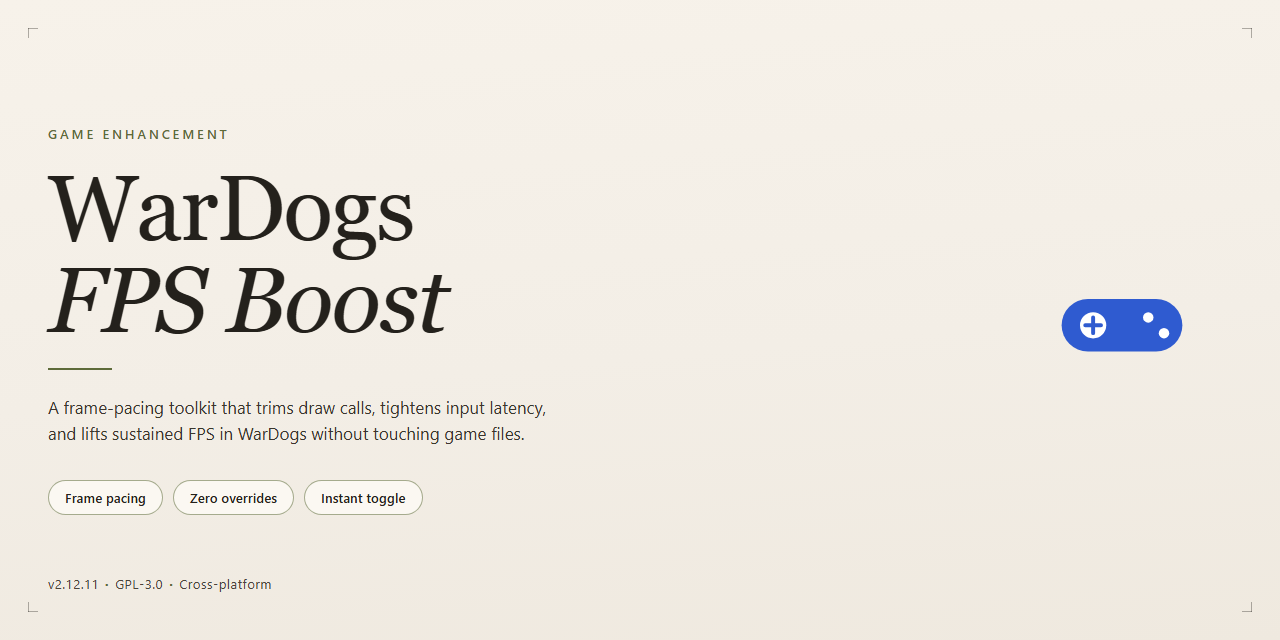 GAME ENHANCEMENT
WarDogs
FPS Boost
A frame-pacing toolkit that trims draw calls, tightens input latency,
and lifts sustained FPS in WarDogs without touching game files.
Frame pacing
Zero overrides
Instant toggle
v2.12.11 · GPL-3.0 · Cross-platform